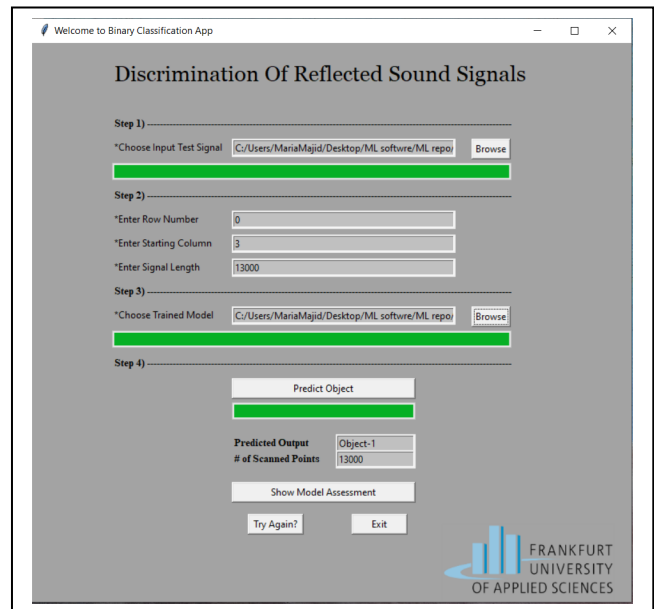 Welcome to Binary Classification App
Discrimination Of Reflected Sound Signals
Step 1)
*Choose Input Test Signal C:/Users/MariaMajid/Desktop/ML softwre/ML repo/ Browse
Step 2)
*Enter Row Number 0
*Enter Starting Column 3
*Enter Signal Length 13000
Step 3)
*Choose Trained Model C:/Users/MariaMajid/Desktop/ML softwre/ML repo/ Browse
Step 4)
Predict Object
Predicted Output Object-1
# of Scanned Points 13000
Show Model Assessment
Try Again? Exit
FRANKFURT
UNIVERSITY
OF APPLIED SCIENCES